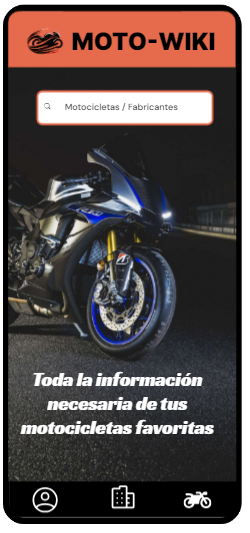 MOTO-WIKI
Motocicletas / Fabricantes
Toda la información
necesaria de tus
motocicletas favoritas